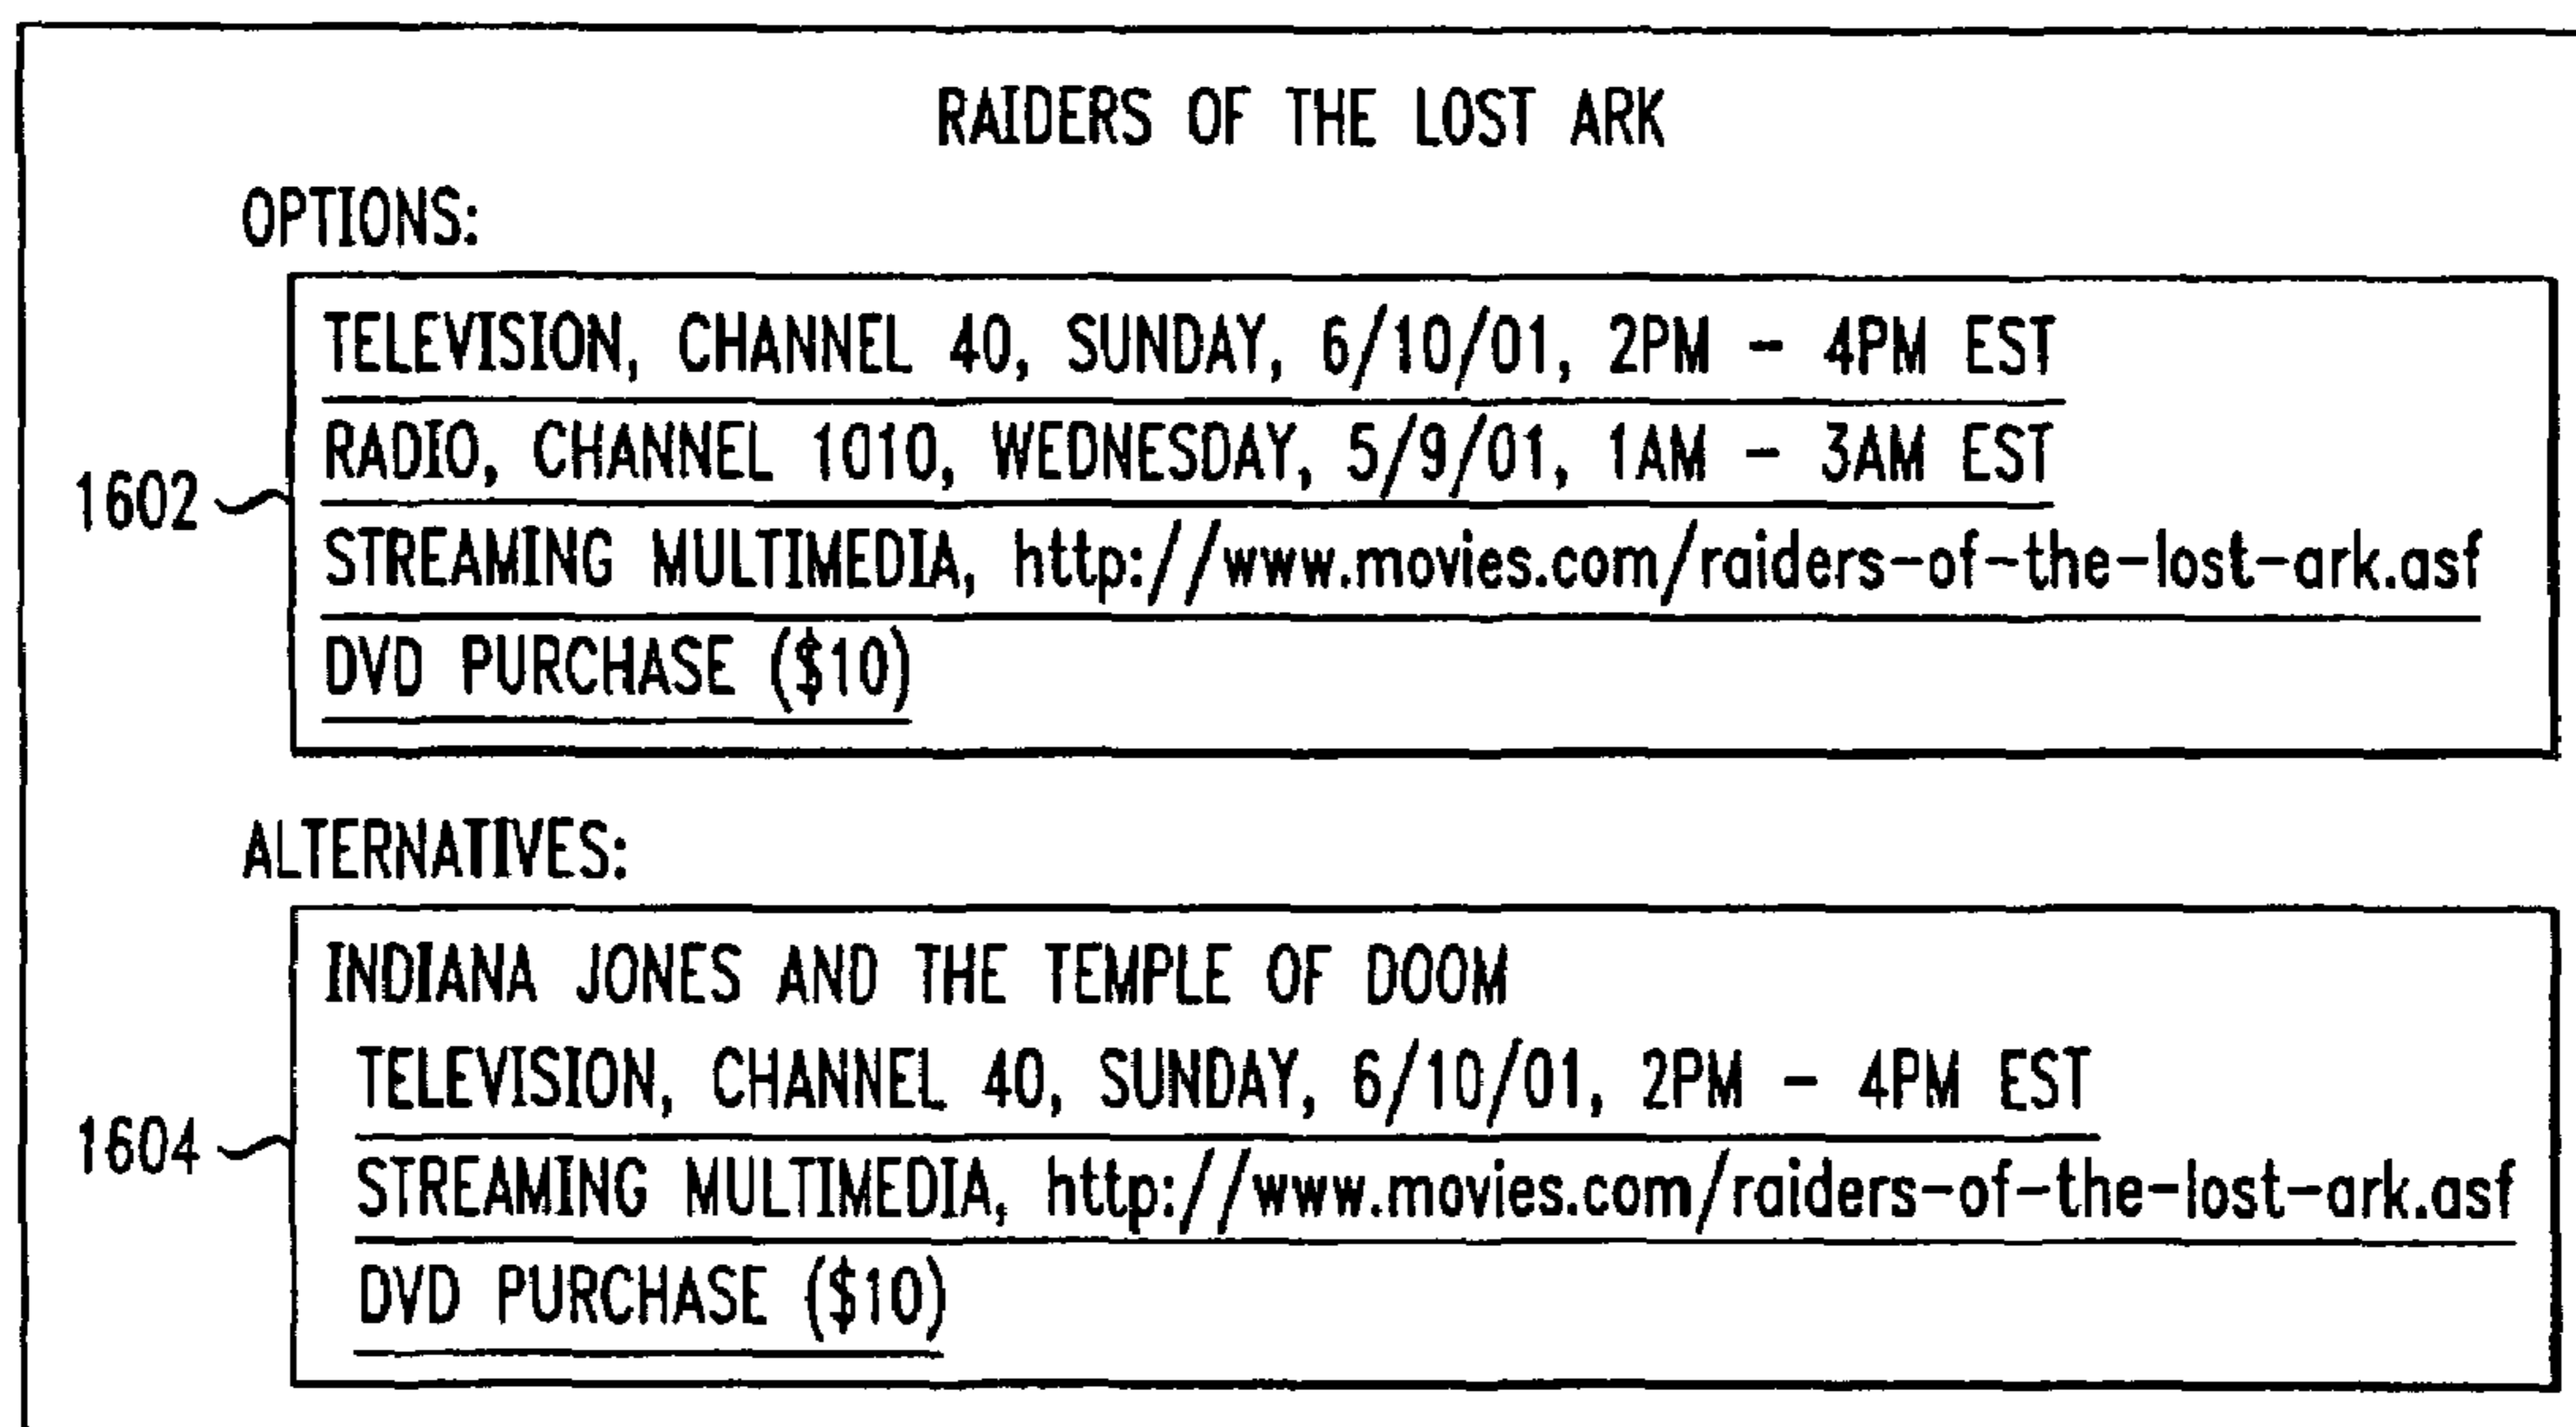 RAIDERS OF THE LOST ARK
OPTIONS:
TELEVISION, CHANNEL 40, SUNDAY, 6/10/01, 2PM - 4PM EST
RADIO, CHANNEL 1010, WEDNESDAY, 5/9/01, 1AM - 3AM EST
1602
STREAMING MULTIMEDIA, http://www.movies.com/raiders-of-the-lost-ark.asf
DVD PURCHASE ($10)
ALTERNATIVES:
INDIANA JONES AND THE TEMPLE OF DOOM
TELEVISION, CHANNEL 40, SUNDAY, 6/10/01, 2PM - 4PM EST
1604
STREAMING MULTIMEDIA, http://www.movies.com/raiders-of-the-lost-ark.asf
DVD PURCHASE ($10)